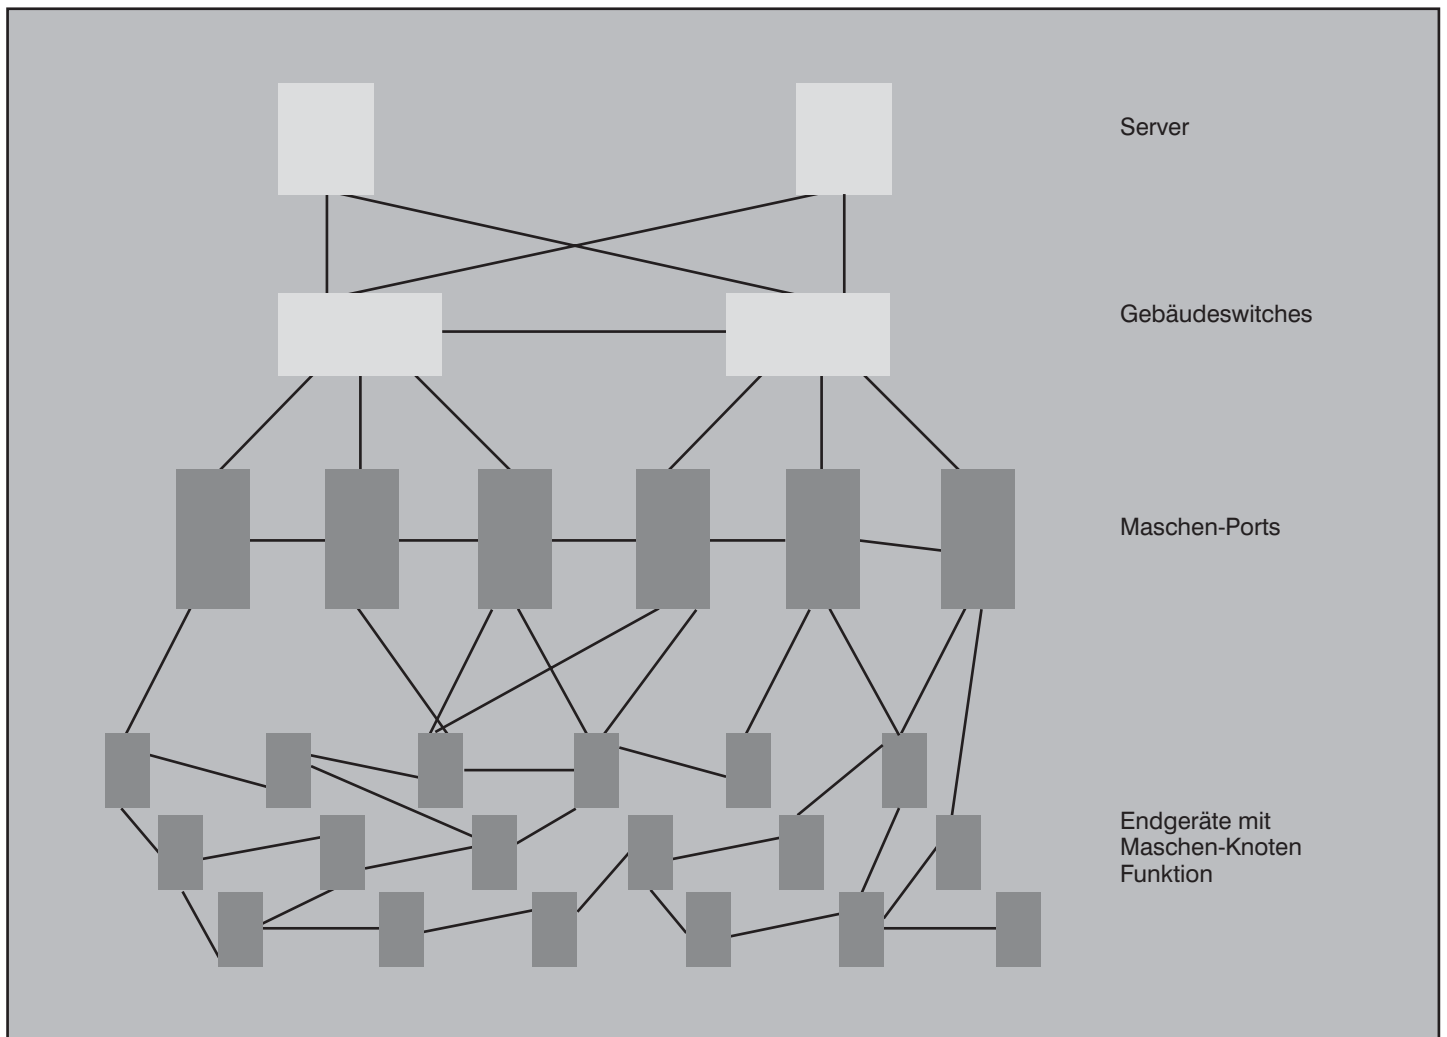 Server
Gebäudeswitches
Maschen-Ports
Endgeräte mit
Maschen-Knoten
Funktion